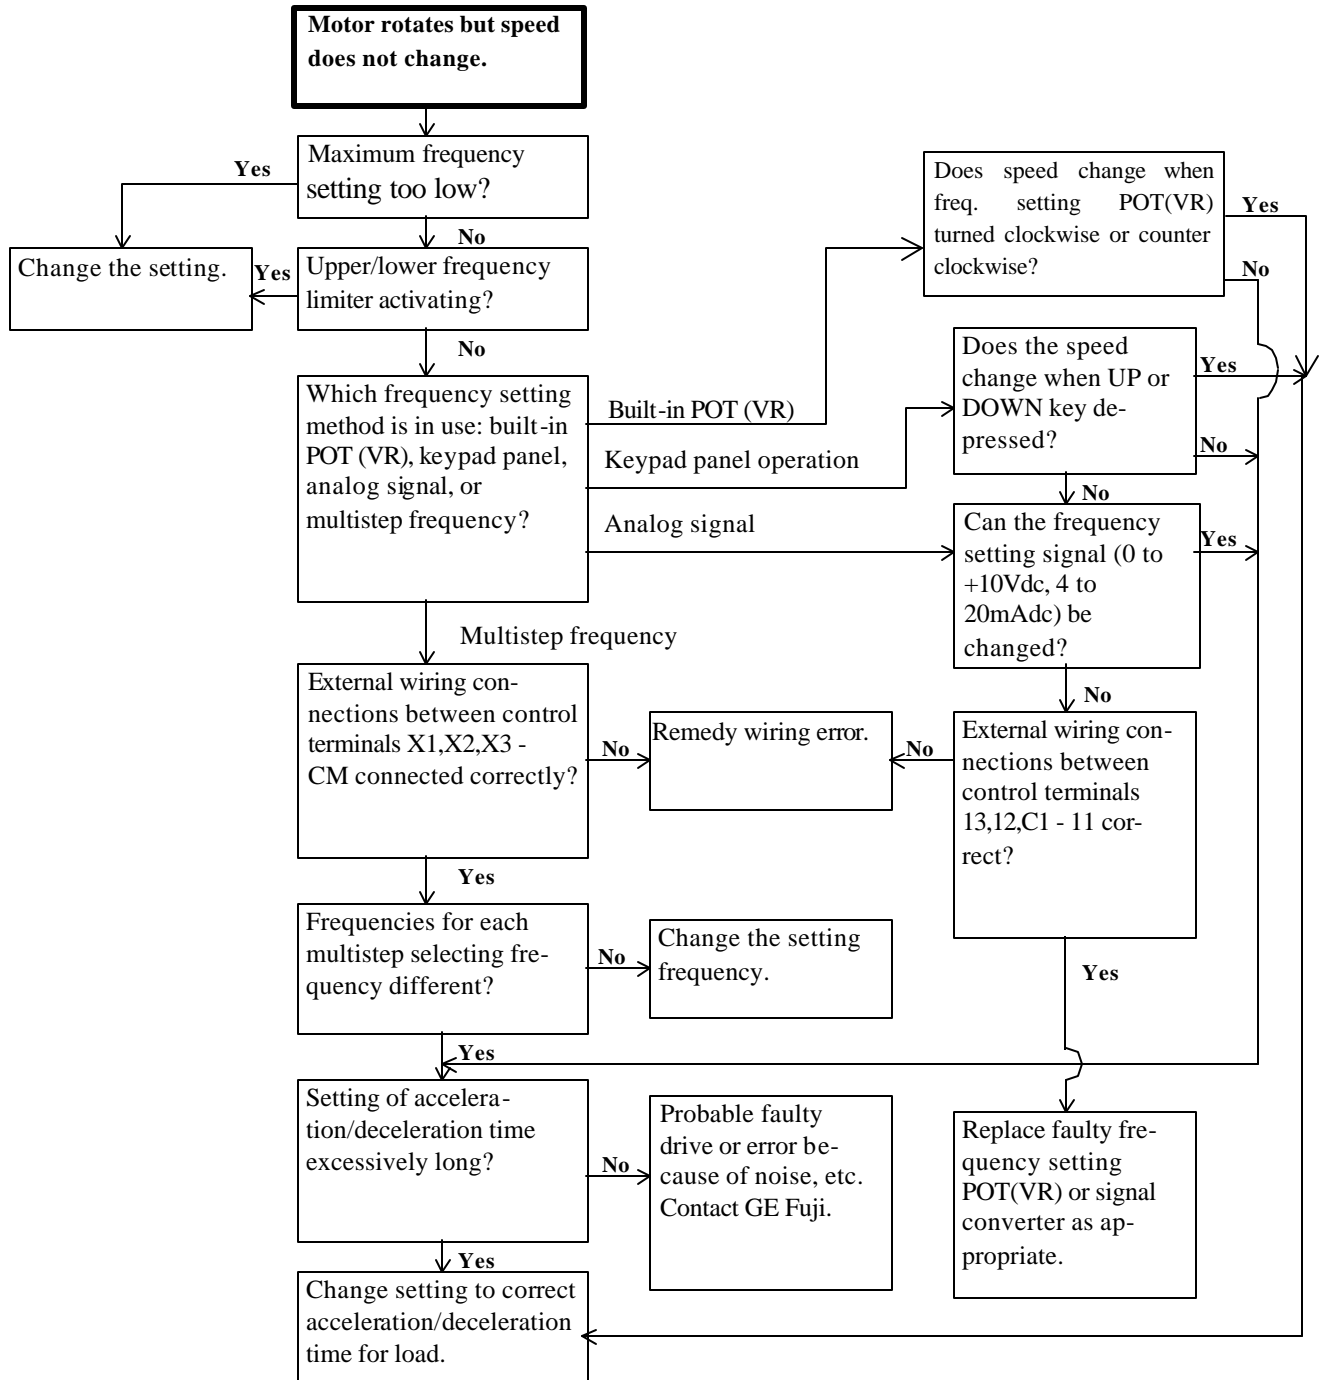 Motor rotates but speed
does not change.
Maximum frequency
setting too low?
Yes
No
Change the setting.
Yes
Upper/lower frequency
limiter activating?
No
Which frequency setting
method is in use: built-in
POT (VR), keypad panel,
analog signal, or
multistep frequency?
Built-in POT (VR)
Keypad panel operation
Analog signal
Multistep frequency
Does speed change when
freq. setting POT(VR)
turned clockwise or counter
clockwise?
Yes
No
Does the speed
change when UP or
DOWN key de-
pressed?
Yes
No
No
Can the frequency
setting signal (0 to
+10Vdc, 4 to
20mAdc) be
changed?
Yes
No
External wiring con-
nections between control
terminals X1,X2,X3 -
CM connected correctly?
No
Remedy wiring error.
No
External wiring con-
nections between
control terminals
13,12,C1 - 11 cor-
rect?
Yes
Yes
Frequencies for each
multistep selecting fre-
quency different?
No
Change the setting
frequency.
Yes
Setting of accelera-
tion/deceleration time
excessively long?
No
Probable faulty
drive or error be-
cause of noise, etc.
Contact GE Fuji.
Replace faulty fre-
quency setting
POT(VR) or signal
converter as ap-
propriate.
Yes
Change setting to correct
acceleration/deceleration
time for load.